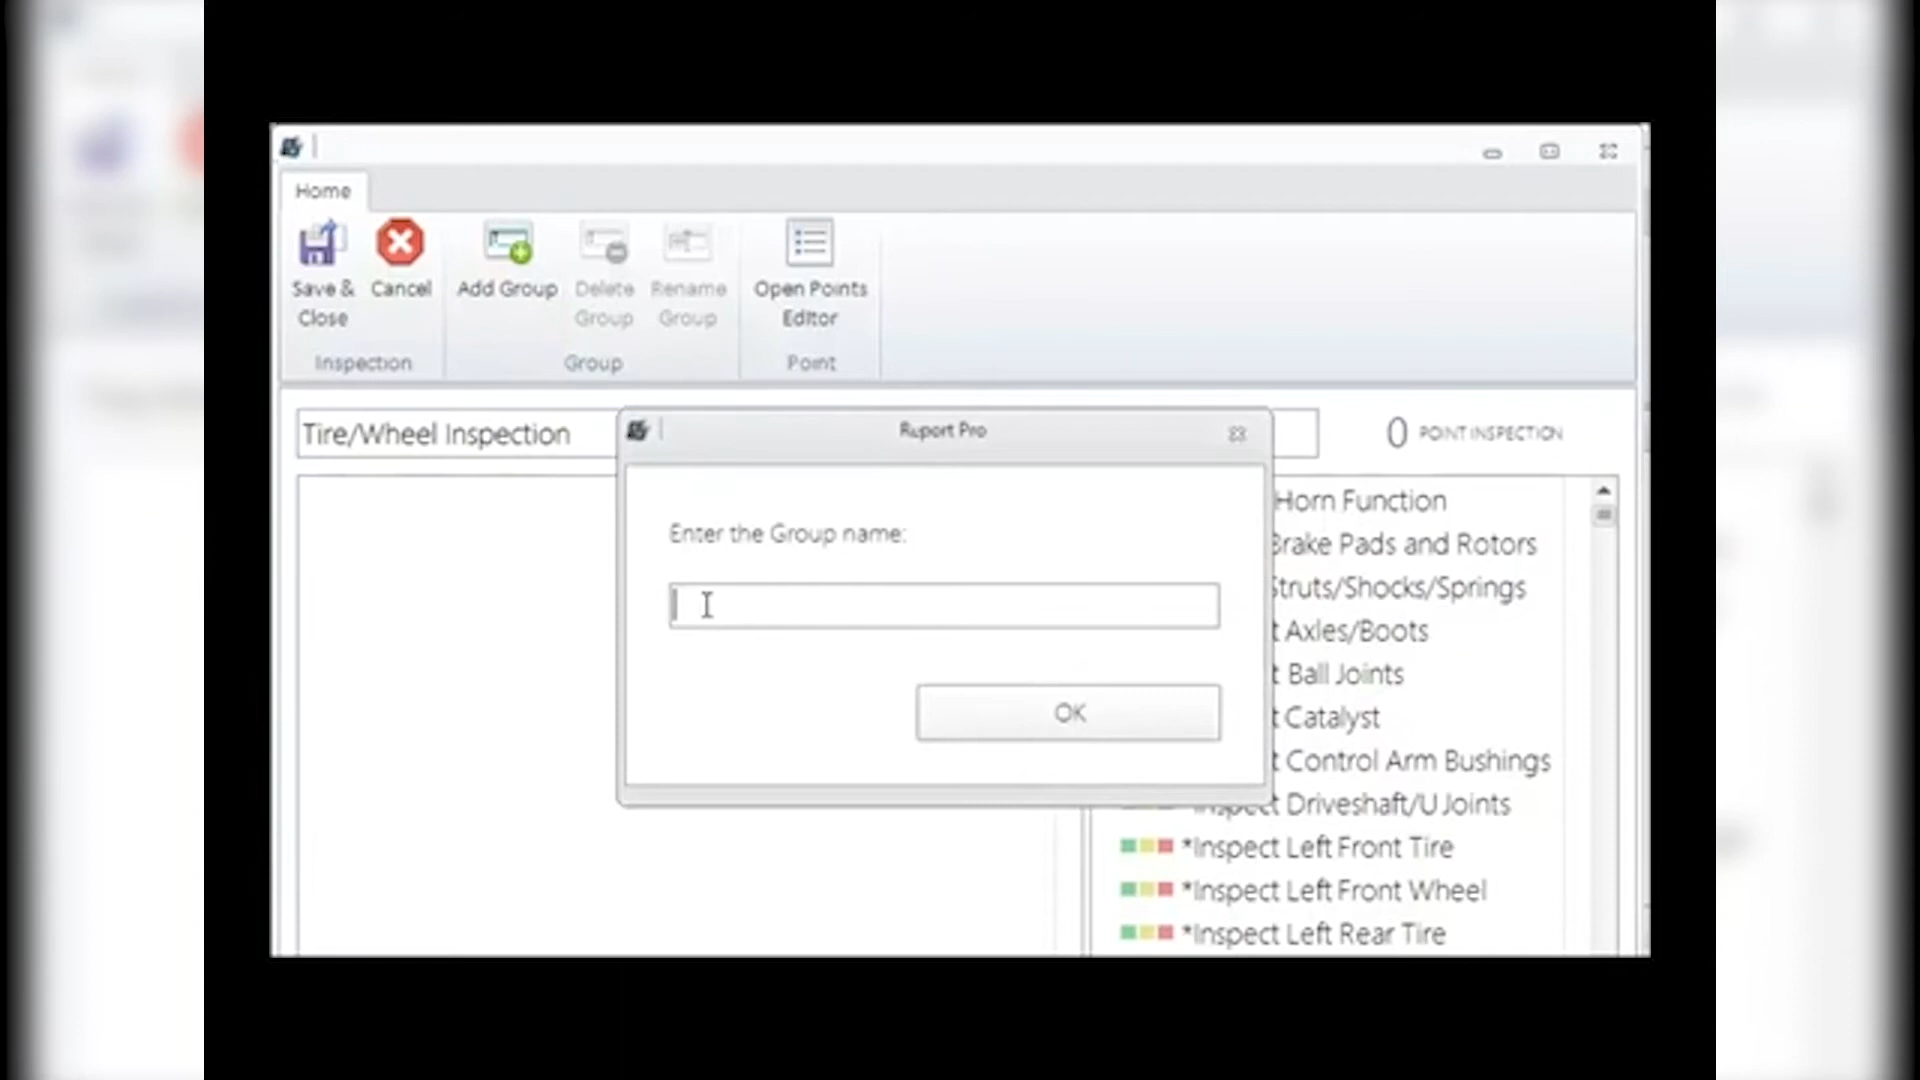 Home
Save & Close
Cancel
Add Group
Delete Group
Rename Group
Open Points Editor
Inspection
Group
Point
Tire/Wheel Inspection
0 POINT INSPECTION
Ruport Pro
Enter the Group name:
OK
Horn Function
Brake Pads and Rotors
Struts/Shocks/Springs
t Axles/Boots
t Ball Joints
t Catalyst
t Control Arm Bushings
*Inspect Driveshaft/U Joints
*Inspect Left Front Tire
*Inspect Left Front Wheel
*Inspect Left Rear Tire